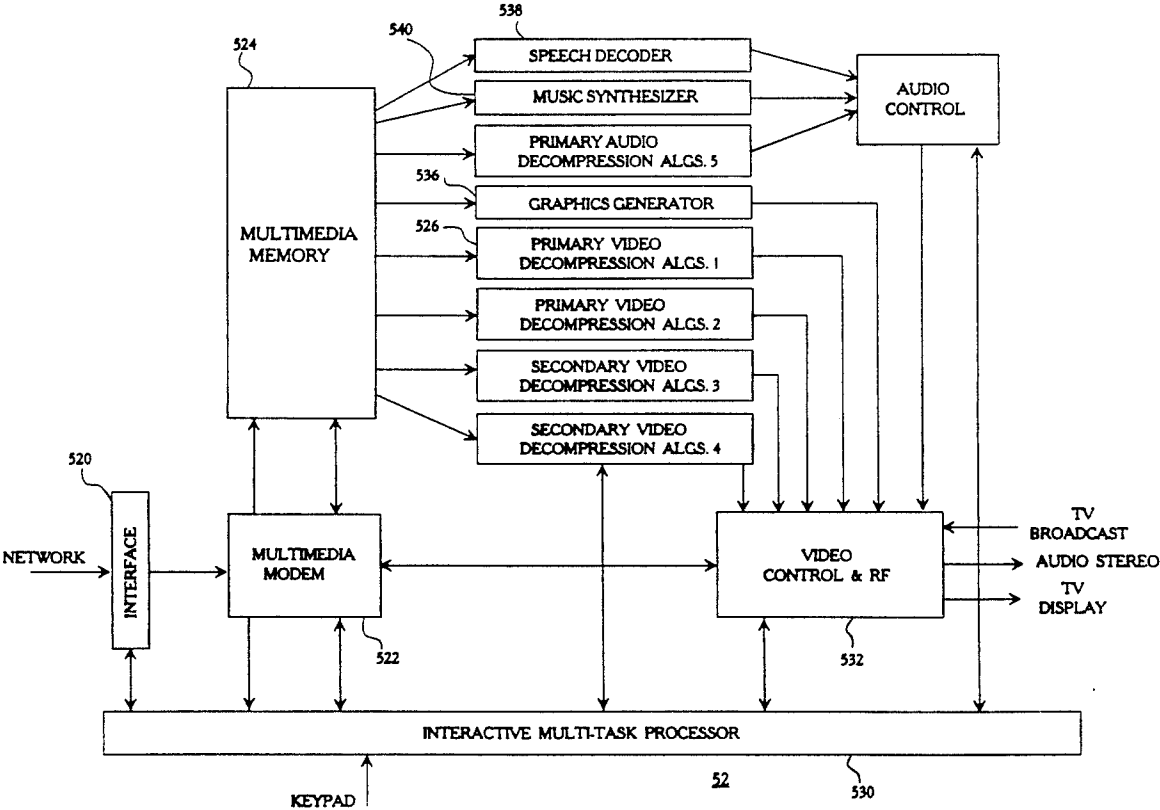 538
SPEECH DECODER
540
524
MUSIC SYNTHESIZER
AUDIO
CONTROL
PRIMARY AUDIO
DECOMPRESSION ALGS. 5
536
GRAPHICS GENERATOR
MULTIMEDIA
MEMORY
526
PRIMARY VIDEO
DECOMPRESSION ALGS. 1
PRIMARY VIDEO
DECOMPRESSION ALGS. 2
SECONDARY VIDEO
DECOMPRESSION ALGS. 3
SECONDARY VIDEO
DECOMPRESSION ALGS. 4
520
NETWORK
INTERFACE
MULTIMEDIA
MODEM
522
VIDEO
CONTROL & RF
532
TV
BROADCAST
AUDIO STEREO
TV
DISPLAY
INTERACTIVE MULTI-TASK PROCESSOR
KEYPAD
52
530